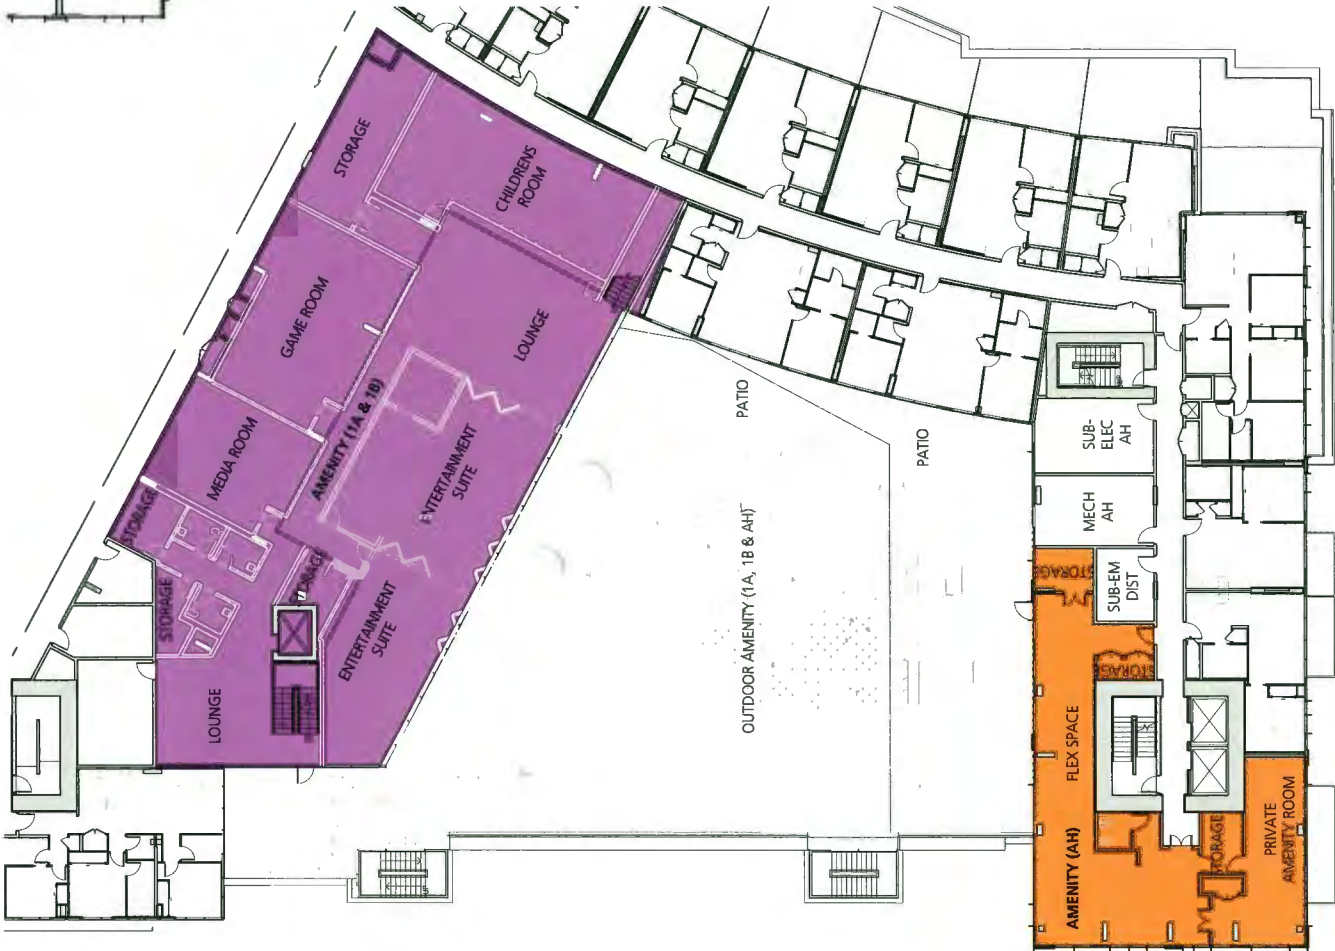 STORAGE
CHILDRENS
ROOM
GAME ROOM
LOUNGE
MEDIA ROOM
AMENITY (1A & 1B)
ENTERTAINMENT
SUITE
STORAGE
STORAGE
STORAGE
ENTERTAINMENT
SUITE
LOUNGE
PATIO
PATIO
OUTDOOR AMENITY (1A, 1B & AH)
SUB-
ELEC
AH
MECH
AH
SUB-EM
DIST
STORAGE
STORAGE
FLEX SPACE
AMENITY (AH)
STORAGE
PRIVATE
AMENITY ROOM